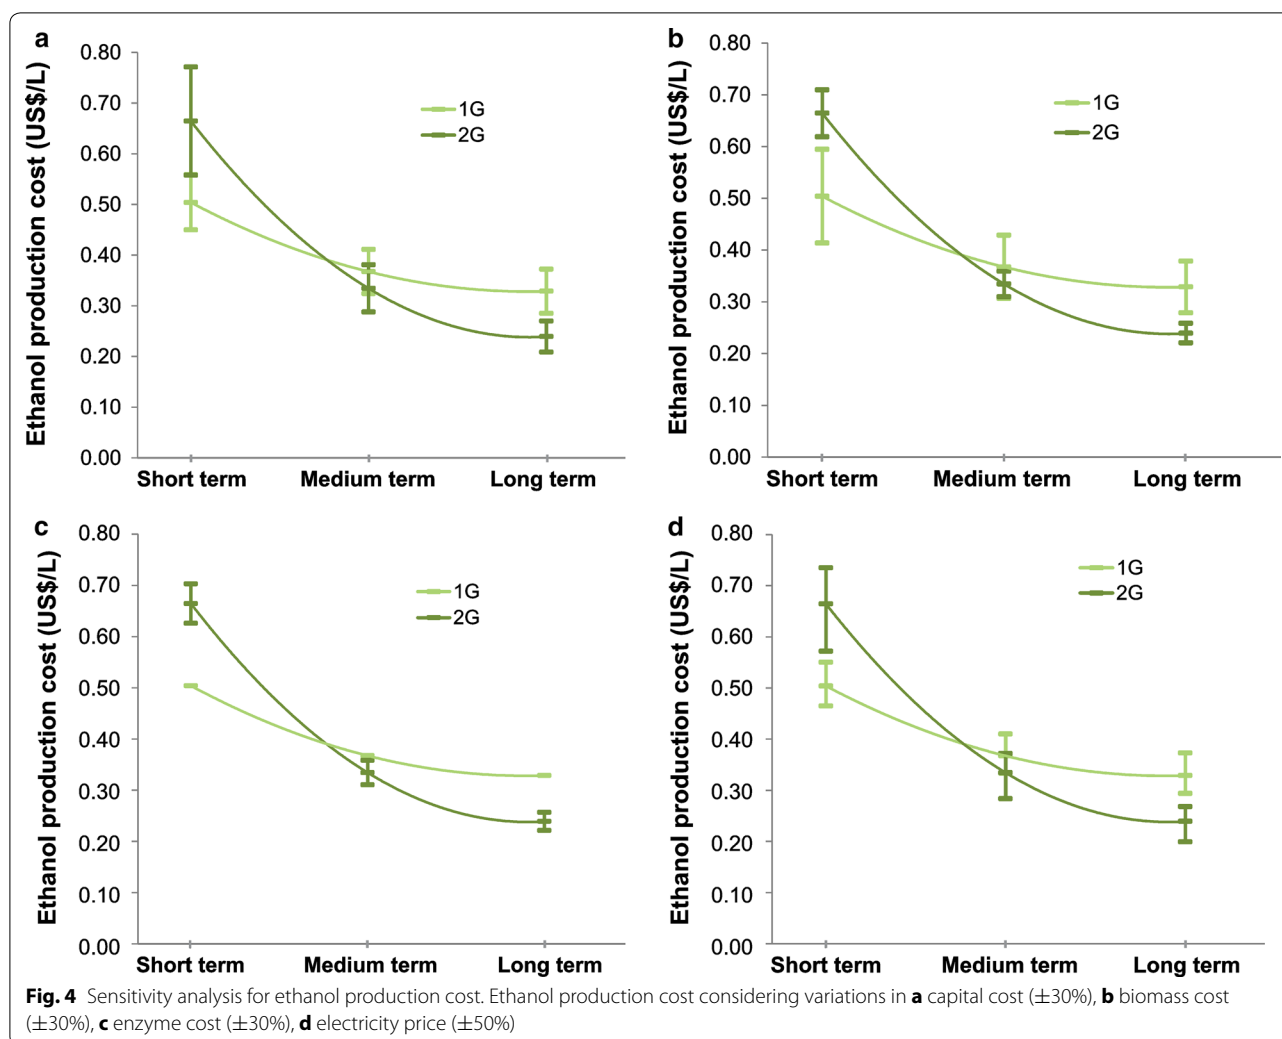 a
Ethanol production cost (US$/L)
0.80
0.70
0.60
0.50
0.40
0.30
0.20
0.10
0.00
1G
2G
Short term Medium term Long term
b
Ethanol production cost (US$/L)
0.80
0.70
0.60
0.50
0.40
0.30
0.20
0.10
0.00
1G
2G
Short term Medium term Long term
c
Ethanol production cost (US$/L)
0.80
0.70
0.60
0.50
0.40
0.30
0.20
0.10
0.00
1G
2G
Short term Medium term Long term
d
Ethanol production cost (US$/L)
0.80
0.70
0.60
0.50
0.40
0.30
0.20
0.10
0.00
1G
2G
Short term Medium term Long term
Fig. 4 Sensitivity analysis for ethanol production cost. Ethanol production cost considering variations in a capital cost (±30%), b biomass cost
(±30%), c enzyme cost (±30%), d electricity price (±50%)